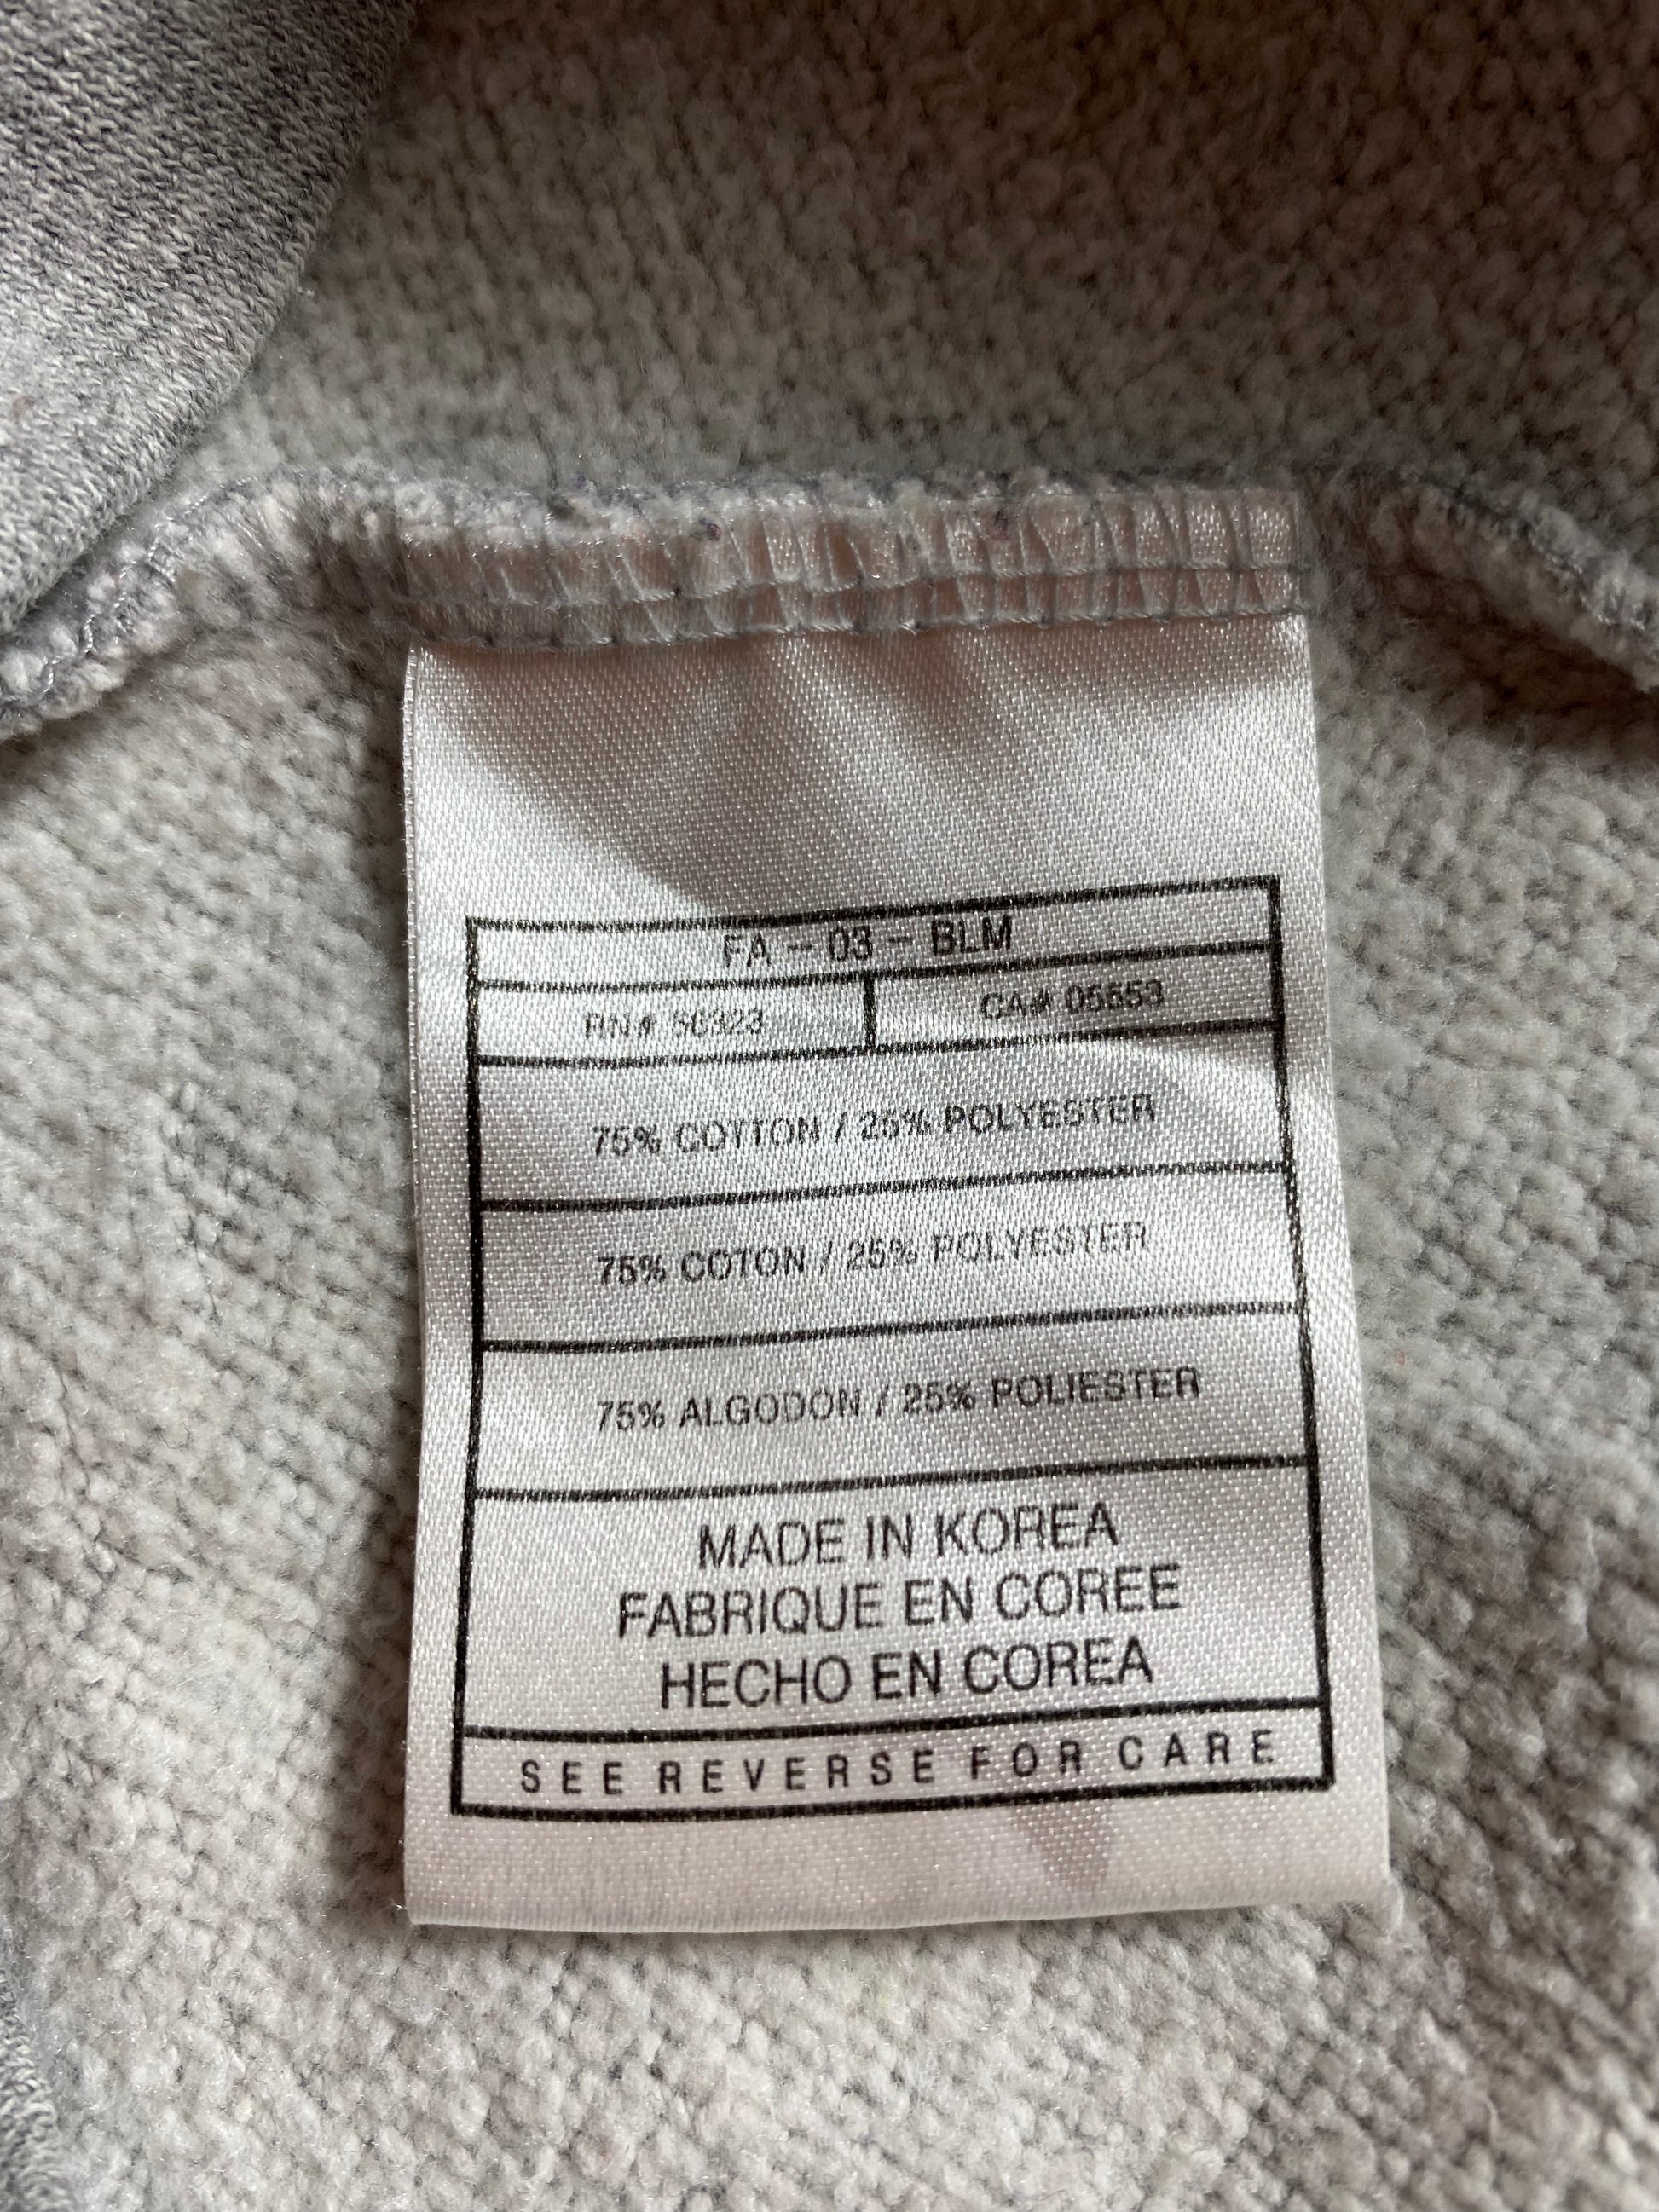 FA - 03 - BLM
RN# 56323 CA# 05553
75% COTTON / 25% POLYESTER
75% COTON / 25% POLYESTER
75% ALGODON / 25% POLIESTER
MADE IN KOREA
FABRIQUE EN COREE
HECHO EN COREA
SEE REVERSE FOR CARE